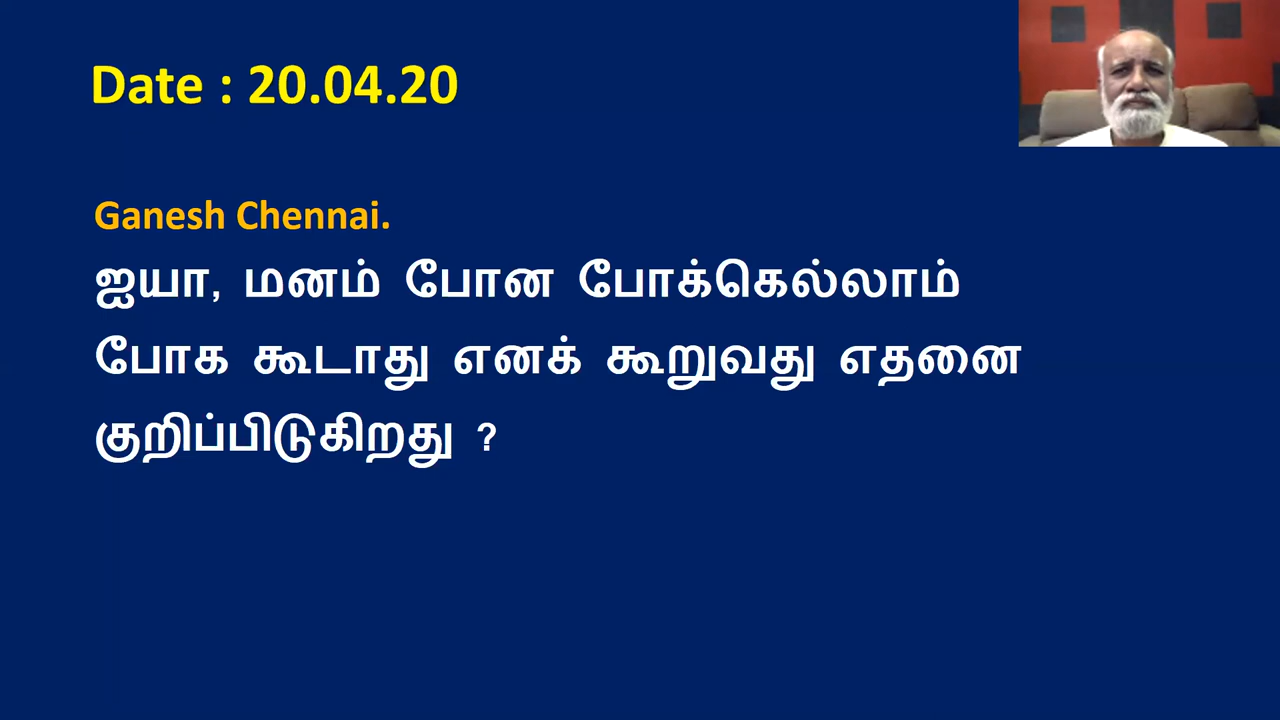 Date : 20.04.20
Ganesh Chennai.
ஐயா, மனம் போன போக்கெல்லாம்
போக கூடாது எனக் கூறுவது எதனை
குறிப்பிடுகிறது ?